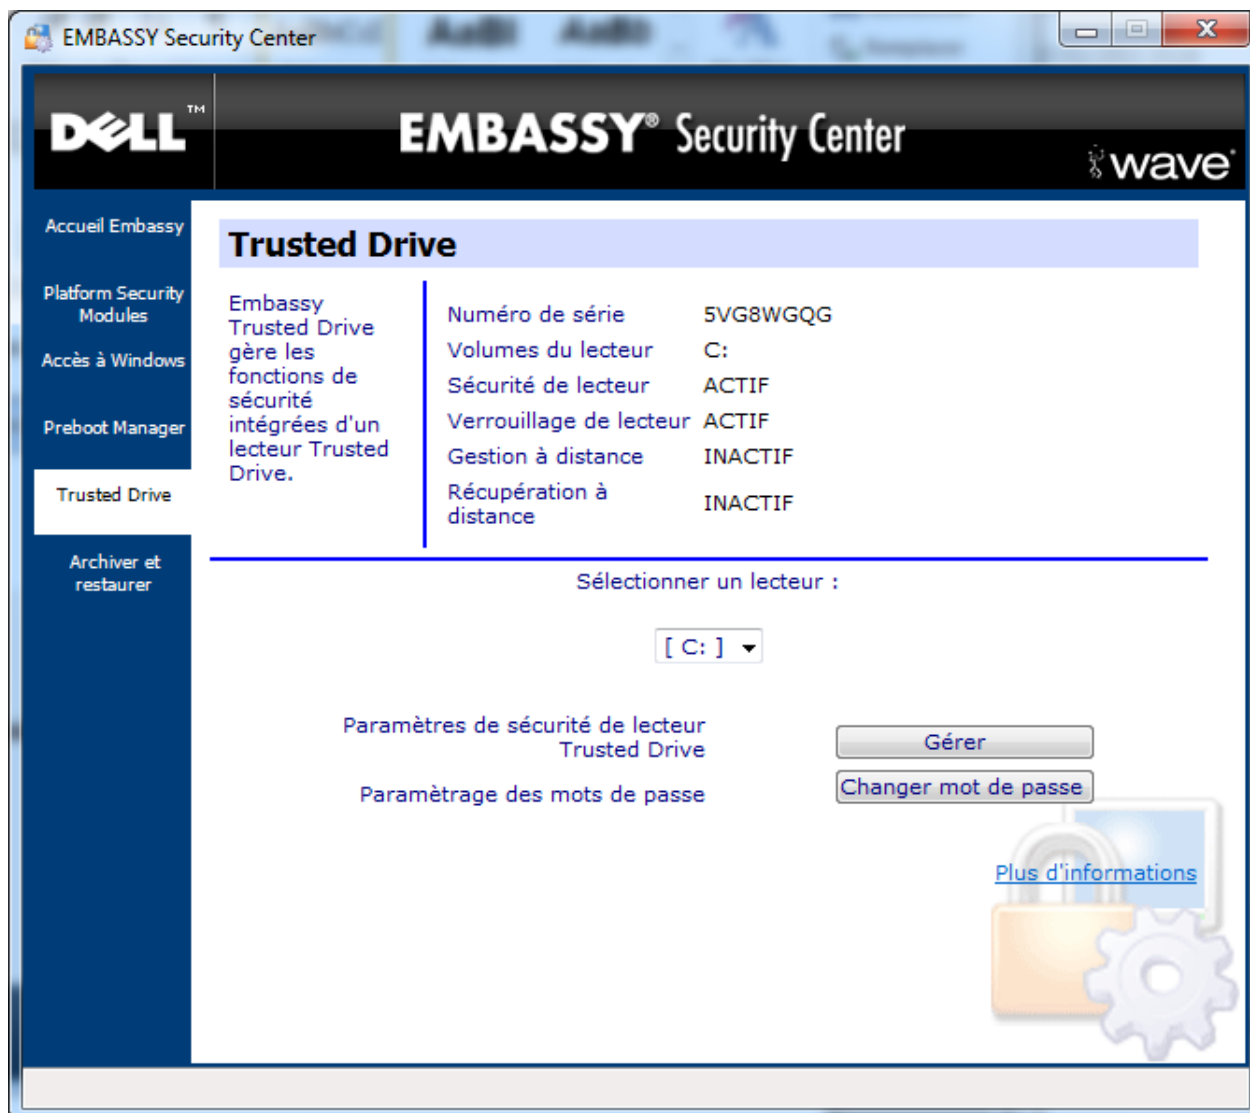 EMBASSY Security Center
DELL™
EMBASSY® Security Center
wave
Accueil Embassy
Platform Security
Modules
Accès à Windows
Preboot Manager
Trusted Drive
Archiver et
restaurer
Trusted Drive
Embassy
Trusted Drive
gère les
fonctions de
sécurité
intégrées d'un
lecteur Trusted
Drive.
Numéro de série 5VG8WGQG
Volumes du lecteur C:
Sécurité de lecteur ACTIF
Verrouillage de lecteur ACTIF
Gestion à distance INACTIF
Récupération à
distance INACTIF
Sélectionner un lecteur :
[ C: ]
Paramètres de sécurité de lecteur
Trusted Drive
Gérer
Paramètrage des mots de passe
Changer mot de passe
Plus d'informations